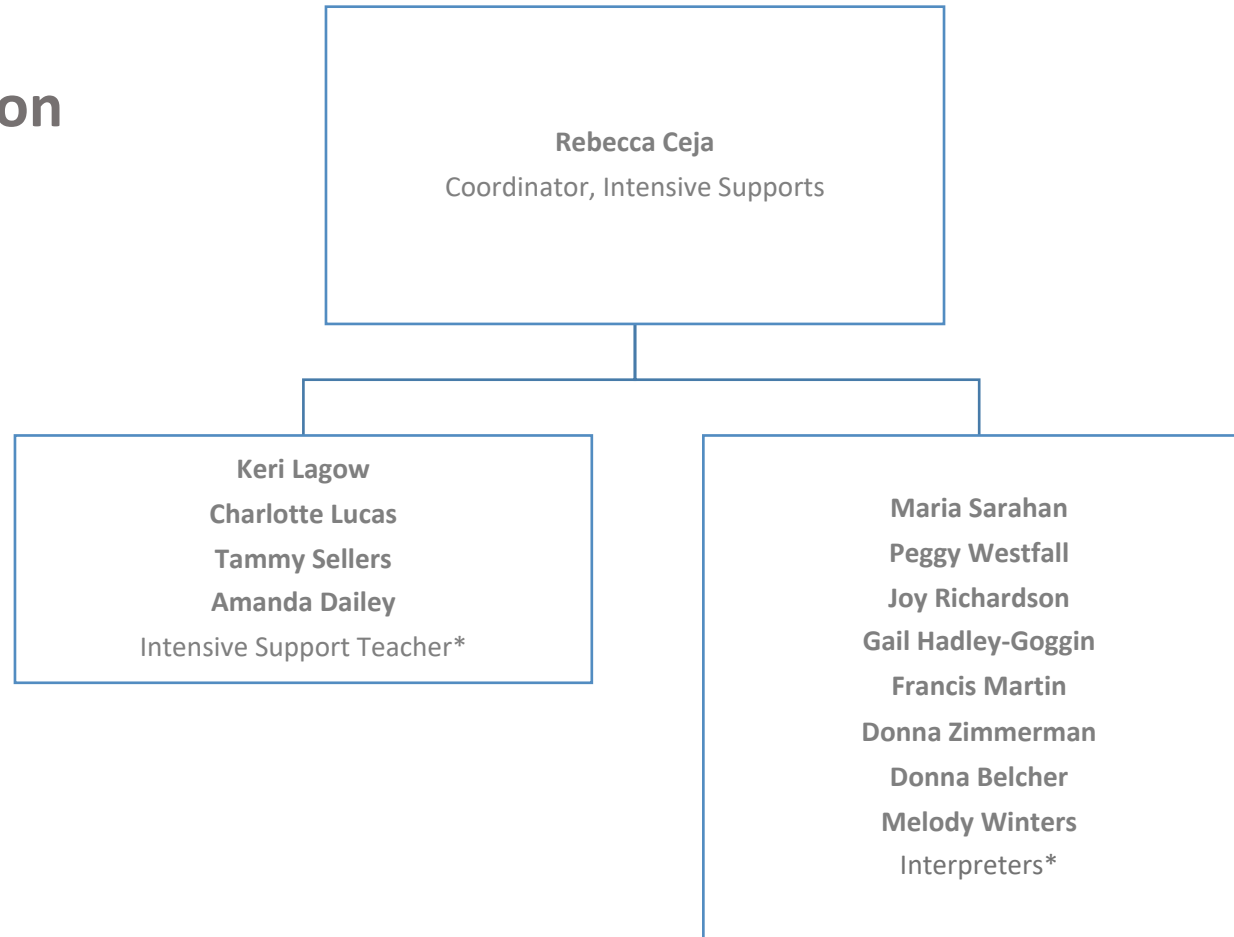 on
Rebecca Ceja
Coordinator, Intensive Supports
Keri Lagow
Charlotte Lucas
Tammy Sellers
Amanda Dailey
Intensive Support Teacher*
Maria Sarahan
Peggy Westfall
Joy Richardson
Gail Hadley-Goggin
Francis Martin
Donna Zimmerman
Donna Belcher
Melody Winters
Interpreters*